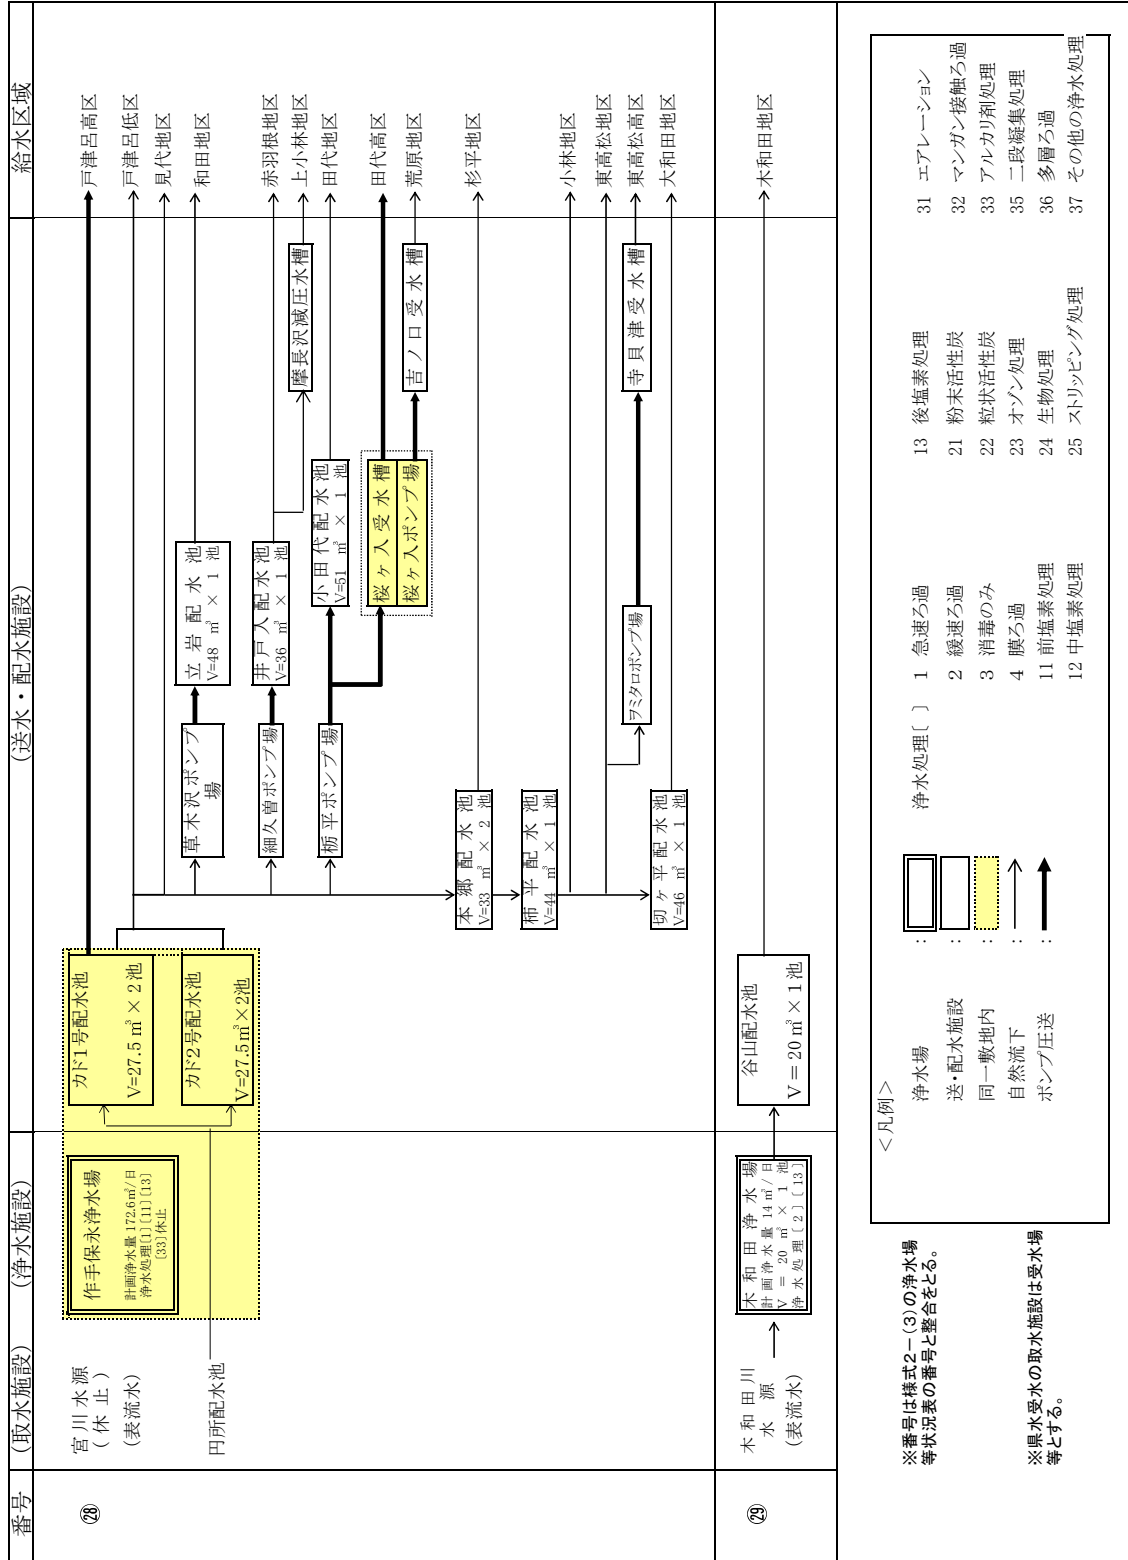 番号
(取水施設)
(浄水施設)
(送水・配水施設)
給水区域
㉘
宮川水源
(休止)
(表流水)
円所配水池
作手保永浄水場
計画浄水量172.6㎥/日
浄水処理[1][11][13]
[33]休止
カド1号配水池
V=27.5㎥×2池
カド2号配水池
V=27.5㎥×2池
草木沢ポンプ
場
細久曽ポンプ場
栃平ポンプ場
本郷配水池
V=33㎥×2池
柿平配水池
V=44㎥×1池
切ヶ平配水池
V=46㎥×1池
立岩配水池
V=48㎥×1池
井戸入配水池
V=36㎥×1池
小田代配水池
V=51㎥×1池
桜ヶ入受水槽
桜ヶ入ポンプ場
ヲミタロポンプ場
摩長沢減圧水槽
吉ノ口受水槽
寺貝津受水槽
戸津呂高区
戸津呂低区
見代地区
和田地区
赤羽根地区
上小林地区
田代地区
田代高区
荒原地区
杉平地区
小林地区
東高松地区
東高松高区
大和田地区
㉙
木和田川
水源
(表流水)
木和田浄水場
計画浄水量14㎥/日
V=20㎥×1池
浄水処理[2][13]
谷山配水池
V=20㎥×1池
木和田地区
※番号は様式2-(3)の浄水場
等状況表の番号と整合をとる。
※県水受水の取水施設は受水場
等とする。
<凡例>
浄水場 :
送・配水施設 :
同一敷地内 :
自然流下 :
ポンプ圧送 :
浄水処理〔 〕
1 急速ろ過
2 緩速ろ過
3 消毒のみ
4 膜ろ過
11 前塩素処理
12 中塩素処理
13 後塩素処理
21 粉末活性炭
22 粒状活性炭
23 オゾン処理
24 生物処理
25 ストリッピング処理
31 エアレーション
32 マンガン接触ろ過
33 アルカリ剤処理
35 二段凝集処理
36 多層ろ過
37 その他の浄水処理